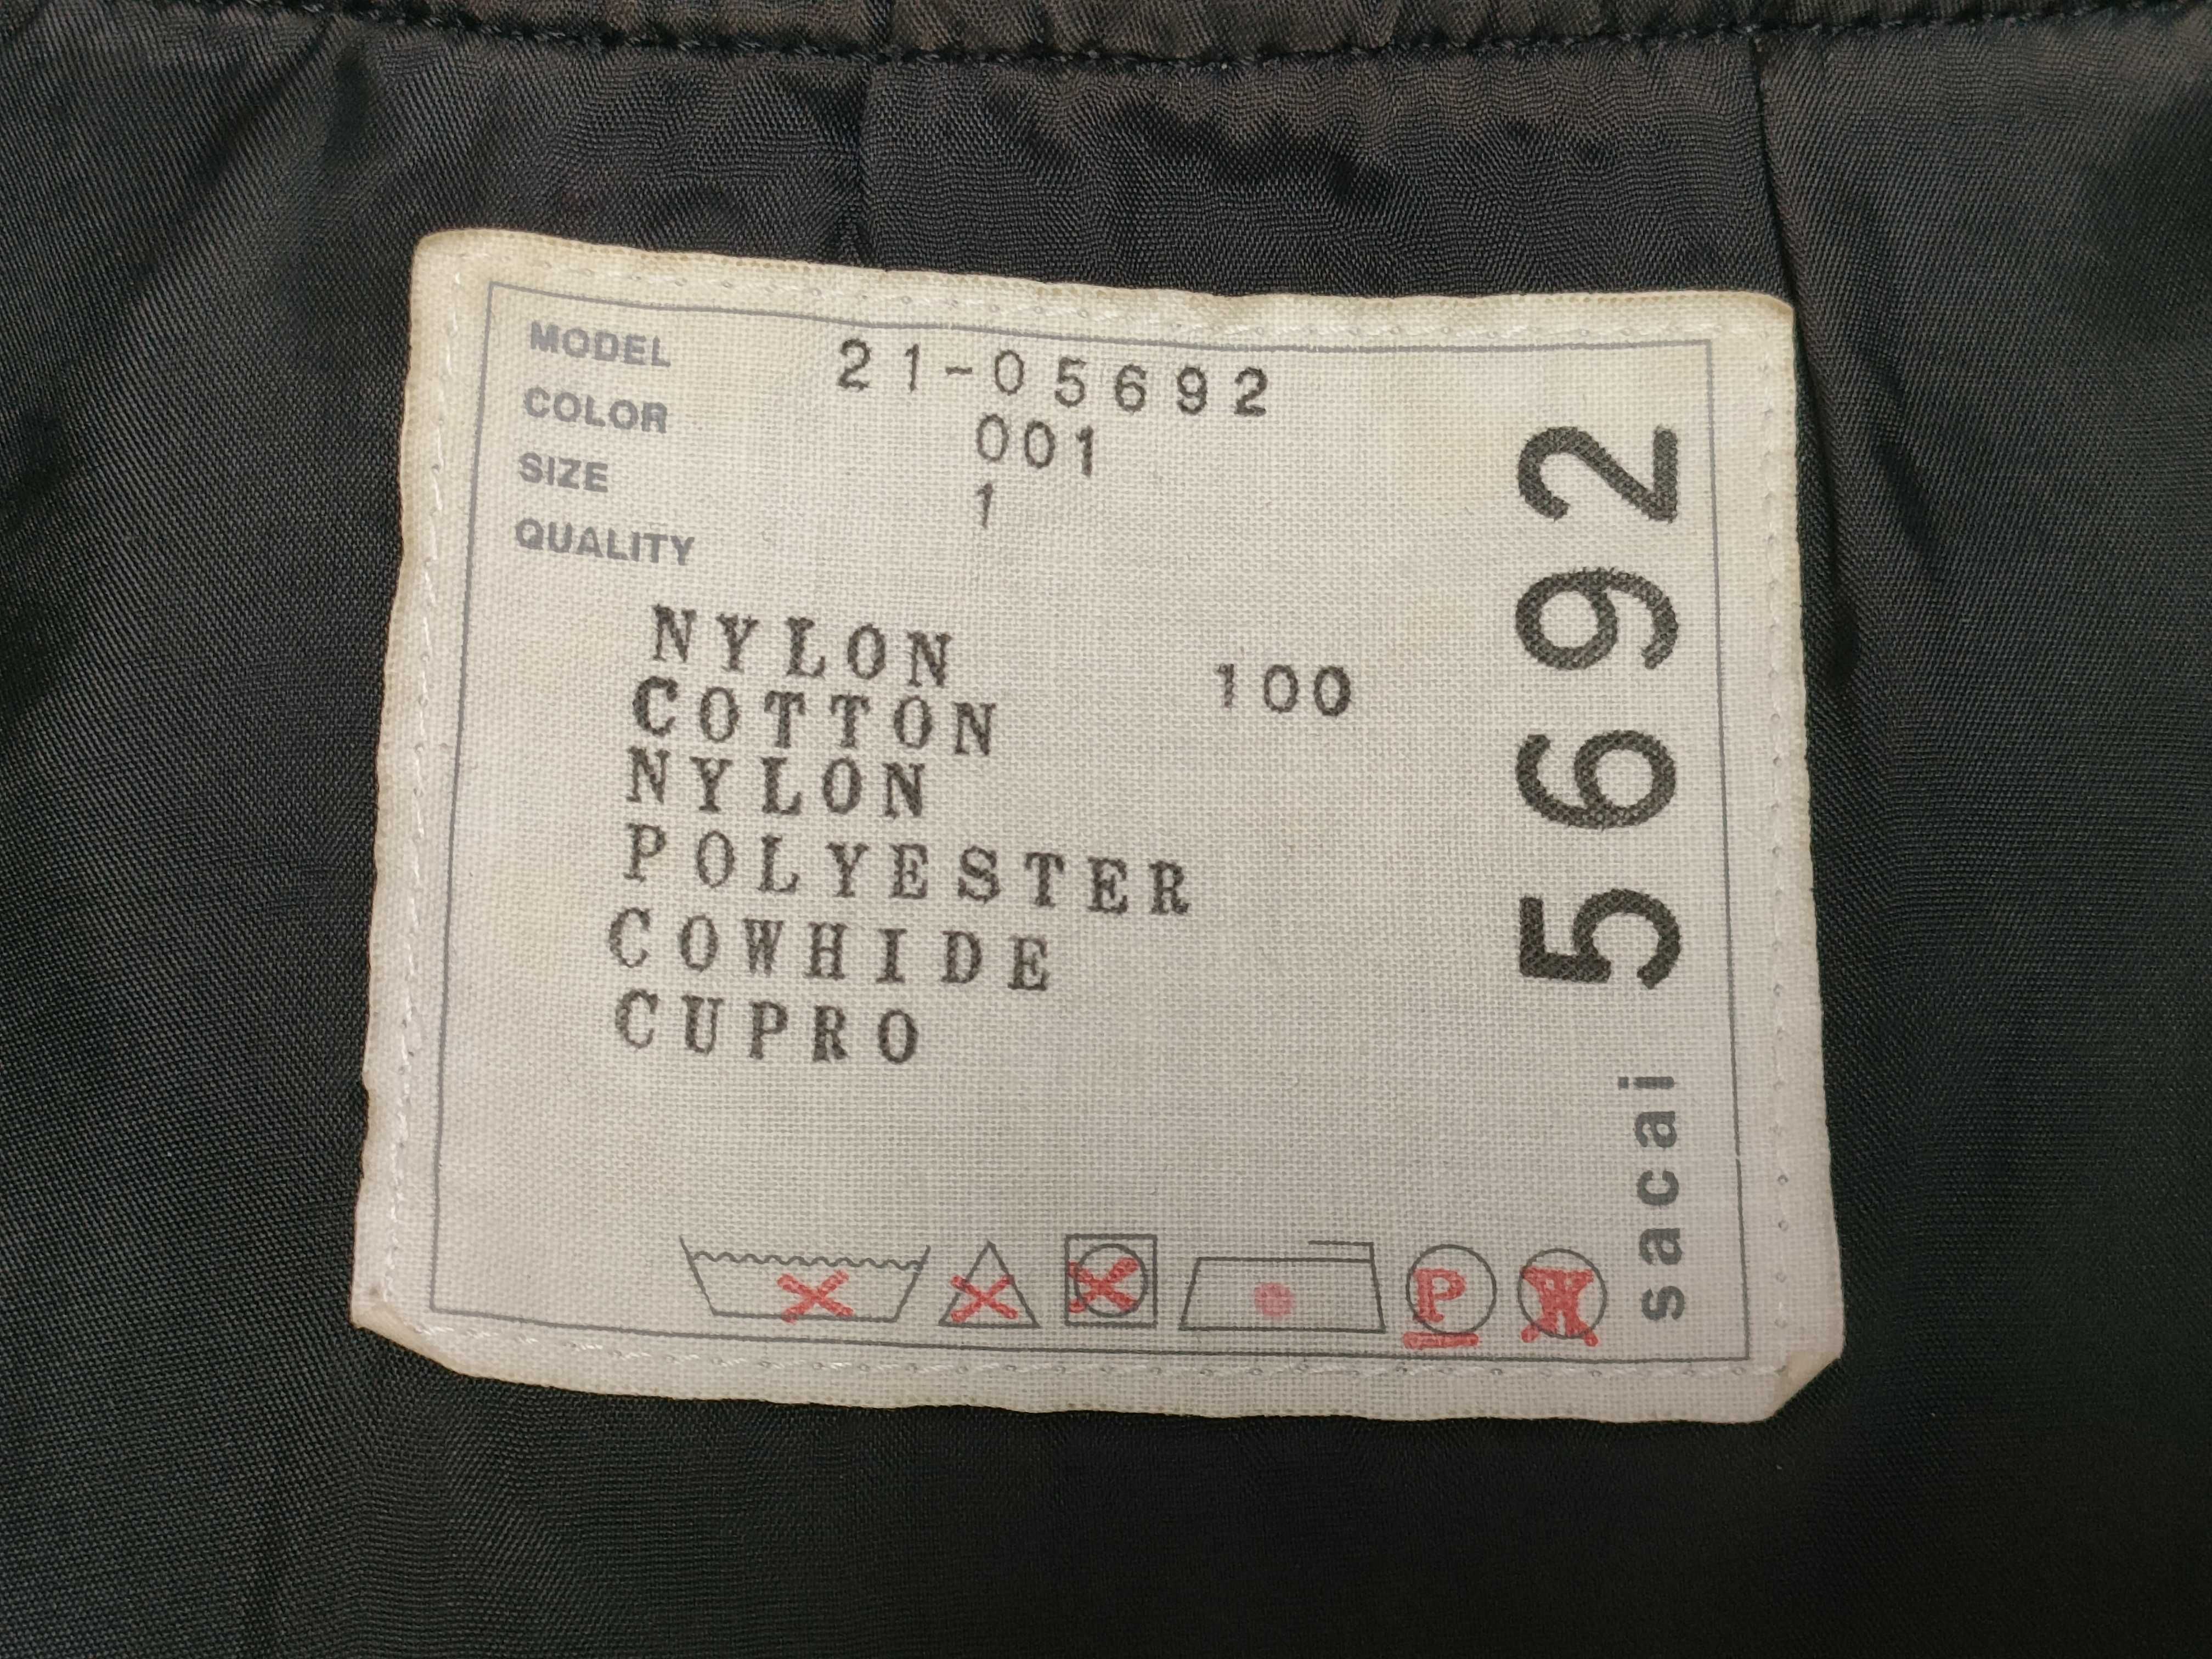 MODEL 21-05692
COLOR 001
SIZE 1
QUALITY
NYLON 100
COTTON
NYLON
POLYESTER
COWHIDE
CUPRO
P
W
sacai 5692